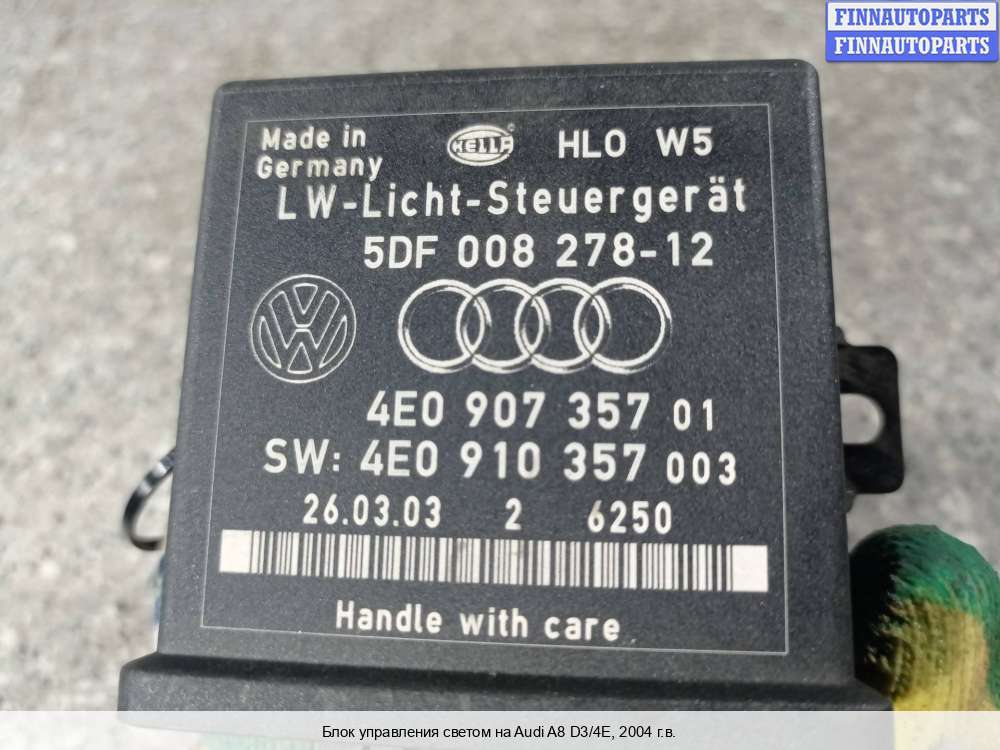 FINNAUTOPARTS
FINNAUTOPARTS
Made in
Germany
HELLA
®
HLO W5
LW-Licht-Steuergerät
5DF 008 278-12
4E0 907 357 01
SW: 4E0 910 357 003
26.03.03 2 6250
Handle with care
Блок управления светом на Audi A8 D3/4E, 2004 г.в.